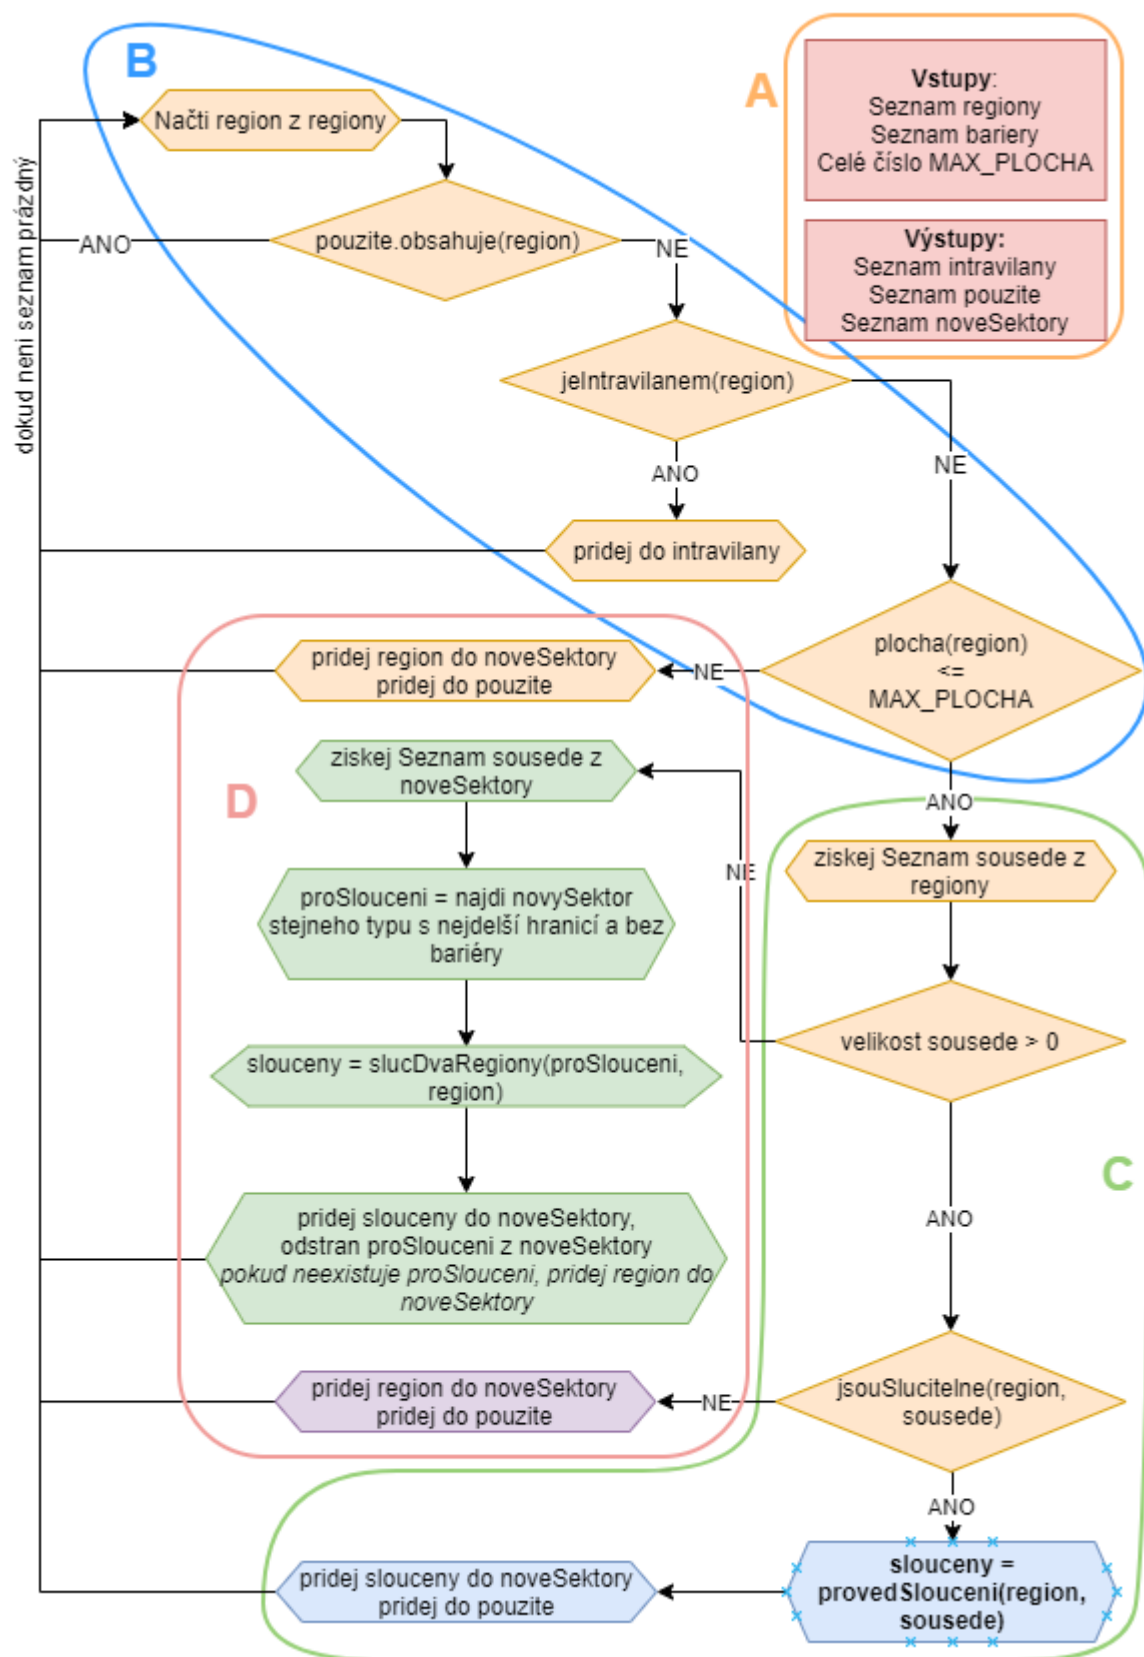 B
A
Vstupy:
Seznam regiony
Seznam bariery
Celé číslo MAX_PLOCHA
Načti region z regiony
dokud neni seznam prázdný
Výstupy:
Seznam intravilany
Seznam pouzite
Seznam noveSektory
ANO
pouzite.obsahuje(region)
NE
jeIntravilanem(region)
NE
ANO
pridej do intravilany
pridej region do noveSektory
pridej do pouzite
NE
plocha(region)
<=
MAX_PLOCHA
ziskej Seznam sousede z
noveSektory
D
ANO
ziskej Seznam sousede z
regiony
NE
proSlouceni = najdi novySektor
stejneho typu s nejdelší hranicí a bez
bariéry
velikost sousede > 0
slouceny = slucDvaRegiony(proSlouceni,
region)
C
ANO
pridej slouceny do noveSektory,
odstran proSlouceni z noveSektory
pokud neexistuje proSlouceni, pridej region do
noveSektory
pridej region do noveSektory
pridej do pouzite
NE
jsouSlucitelne(region,
sousede)
ANO
pridej slouceny do noveSektory
pridej do pouzite
slouceny =
provedSlouceni(region,
sousede)